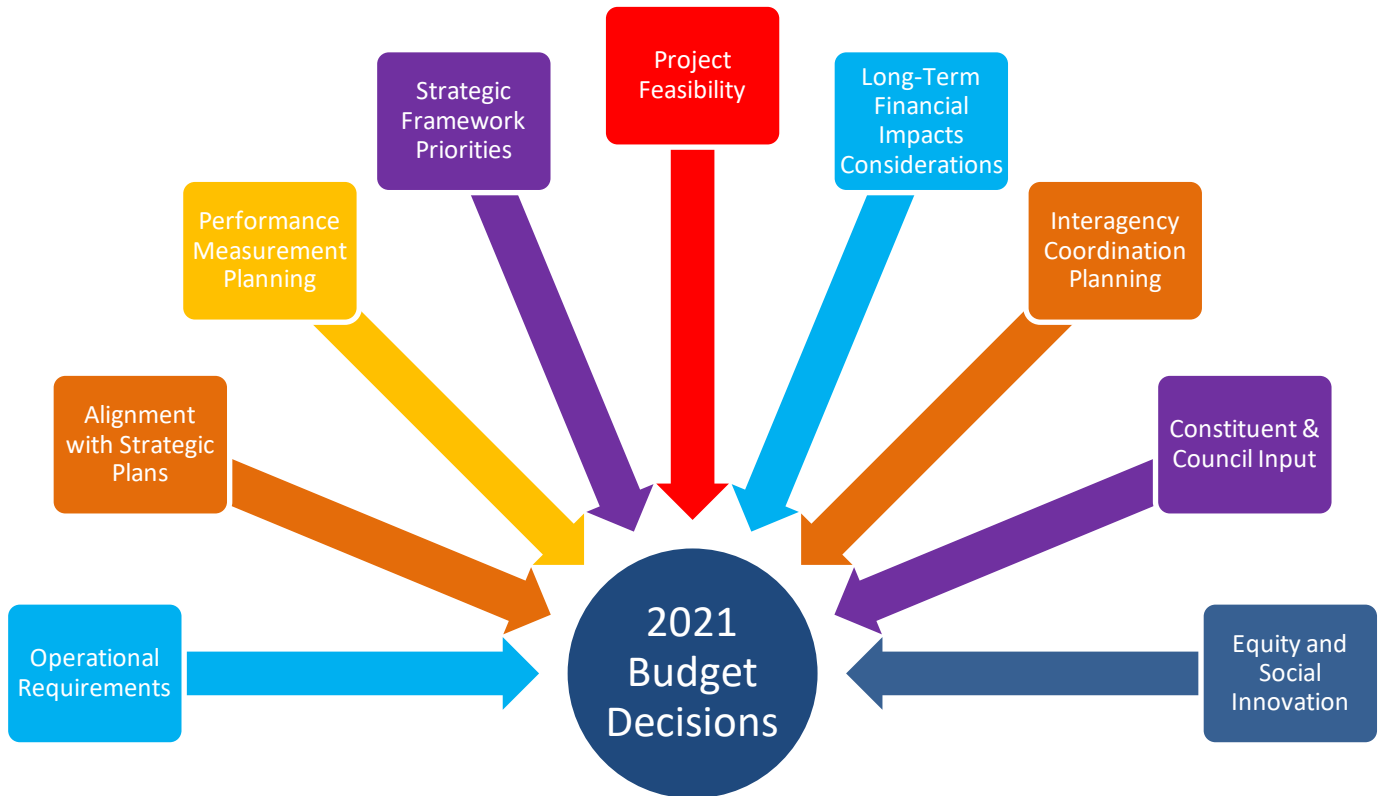 Project
Feasibility
Strategic
Framework
Priorities
Long-Term
Financial
Impacts
Considerations
Performance
Measurement
Planning
Interagency
Coordination
Planning
Alignment
with Strategic
Plans
Constituent &
Council Input
Operational
Requirements
2021
Budget
Decisions
Equity and
Social
Innovation